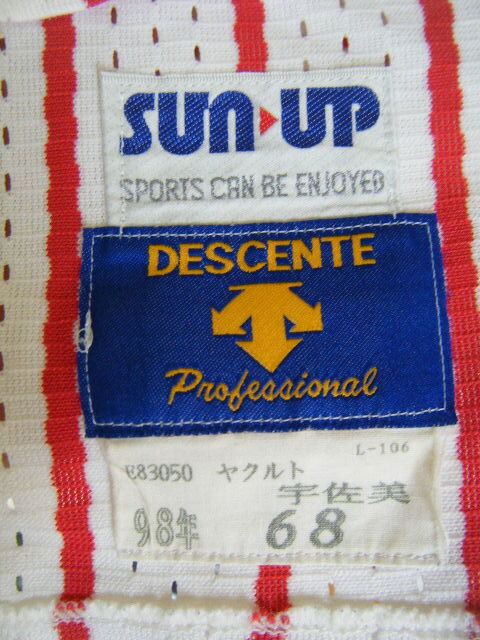 SUN UP
SPORTS CAN BE ENJOYED
DESCENTE
Professional
L-106
E83050 ヤクルト
宇佐美
98年 68